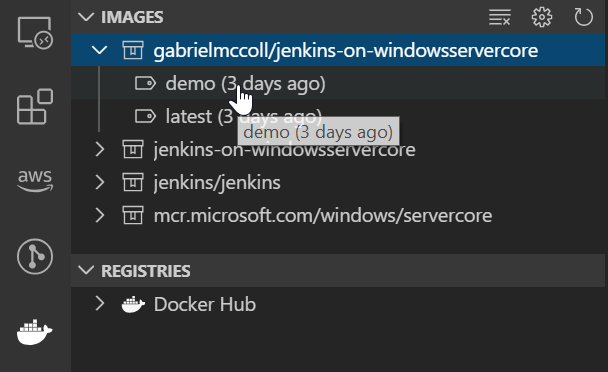 IMAGES
gabrielmccoll/jenkins-on-windowsservercore
demo (3 days ago)
latest (3 days ago)
demo (3 days ago)
jenkins-on-windowsservercore
jenkins/jenkins
mcr.microsoft.com/windows/servercore
aws
REGISTRIES
Docker Hub